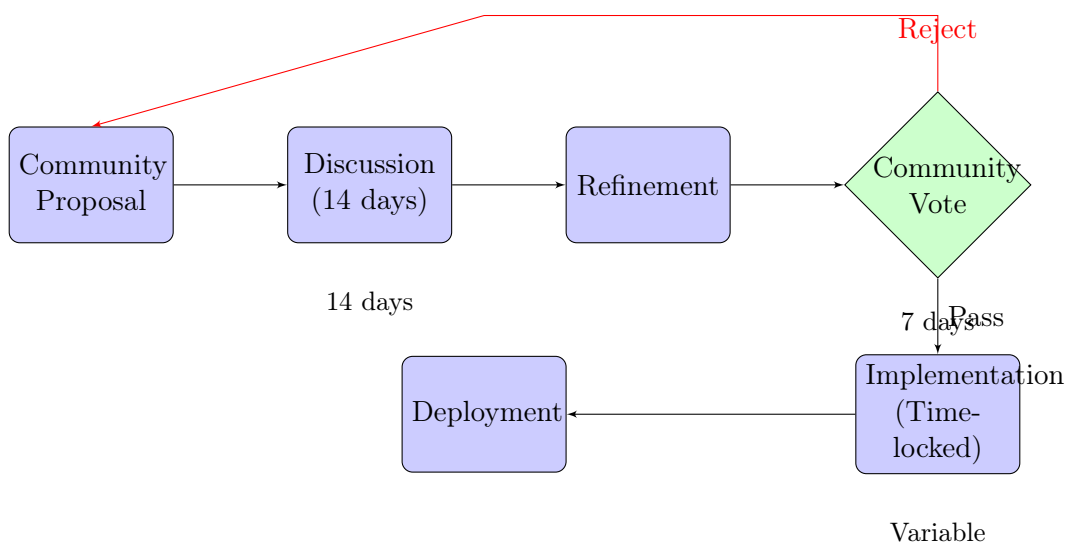 Reject
Community
Proposal
Discussion
(14 days)
Refinement
Community
Vote
14 days
7 days
Pass
Deployment
Implementation
(Time-
locked)
Variable